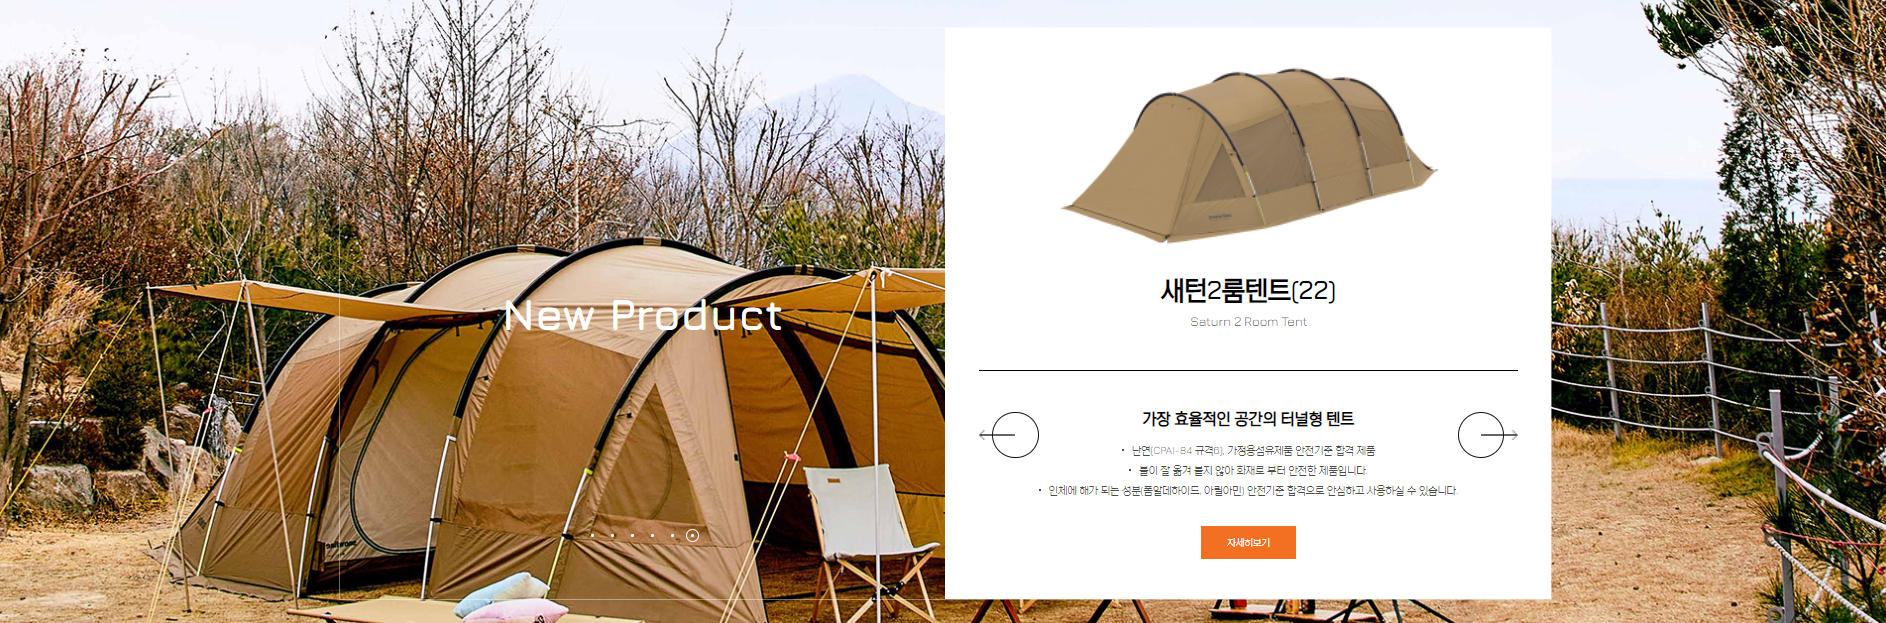 New Product
새턴2룸텐트(22)
Saturn 2 Room Tent
가장 효율적인 공간의 터널형 텐트
• 난연(CPAI-84 규격6), 가정용섬유제품 안전기준 합격 제품
• 불이 잘 옮겨 붙지 않아 화재로 부터 안전한 제품입니다.
• 인체에 해가 되는 성분(폼알데하이드, 아릴아민) 안전기준 합격으로 안심하고 사용하실 수 있습니다.
자세히보기